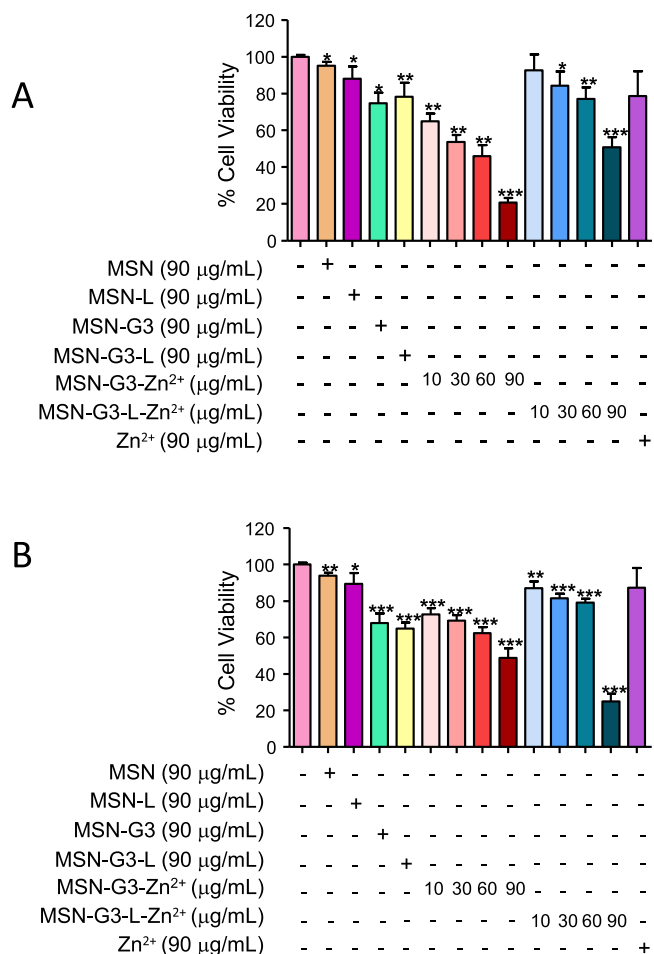 A
% Cell Viability
120
100
80
60
40
20
0
* * * ** ** ** ** *** * ** ***
MSN (90 μg/mL) - + - - - - - - - - - - - -
MSN-L (90 μg/mL) - - + - - - - - - - - - - -
MSN-G3 (90 μg/mL) - - - + - - - - - - - - - -
MSN-G3-L (90 μg/mL) - - - - + - - - - - - - - -
MSN-G3-Zn²⁺ (μg/mL) - - - - - 10 30 60 90 - - - - -
MSN-G3-L-Zn²⁺ (μg/mL) - - - - - - - - - 10 30 60 90 -
Zn²⁺ (90 μg/mL) - - - - - - - - - - - - - +
B
% Cell Viability
120
100
80
60
40
20
0
** * *** *** *** *** *** *** ** *** *** ***
MSN (90 μg/mL) - + - - - - - - - - - - - -
MSN-L (90 μg/mL) - - + - - - - - - - - - - -
MSN-G3 (90 μg/mL) - - - + - - - - - - - - - -
MSN-G3-L (90 μg/mL) - - - - + - - - - - - - - -
MSN-G3-Zn²⁺ (μg/mL) - - - - - 10 30 60 90 - - - - -
MSN-G3-L-Zn²⁺ (μg/mL) - - - - - - - - - 10 30 60 90 -
Zn²⁺ (90 μg/mL) - - - - - - - - - - - - - +